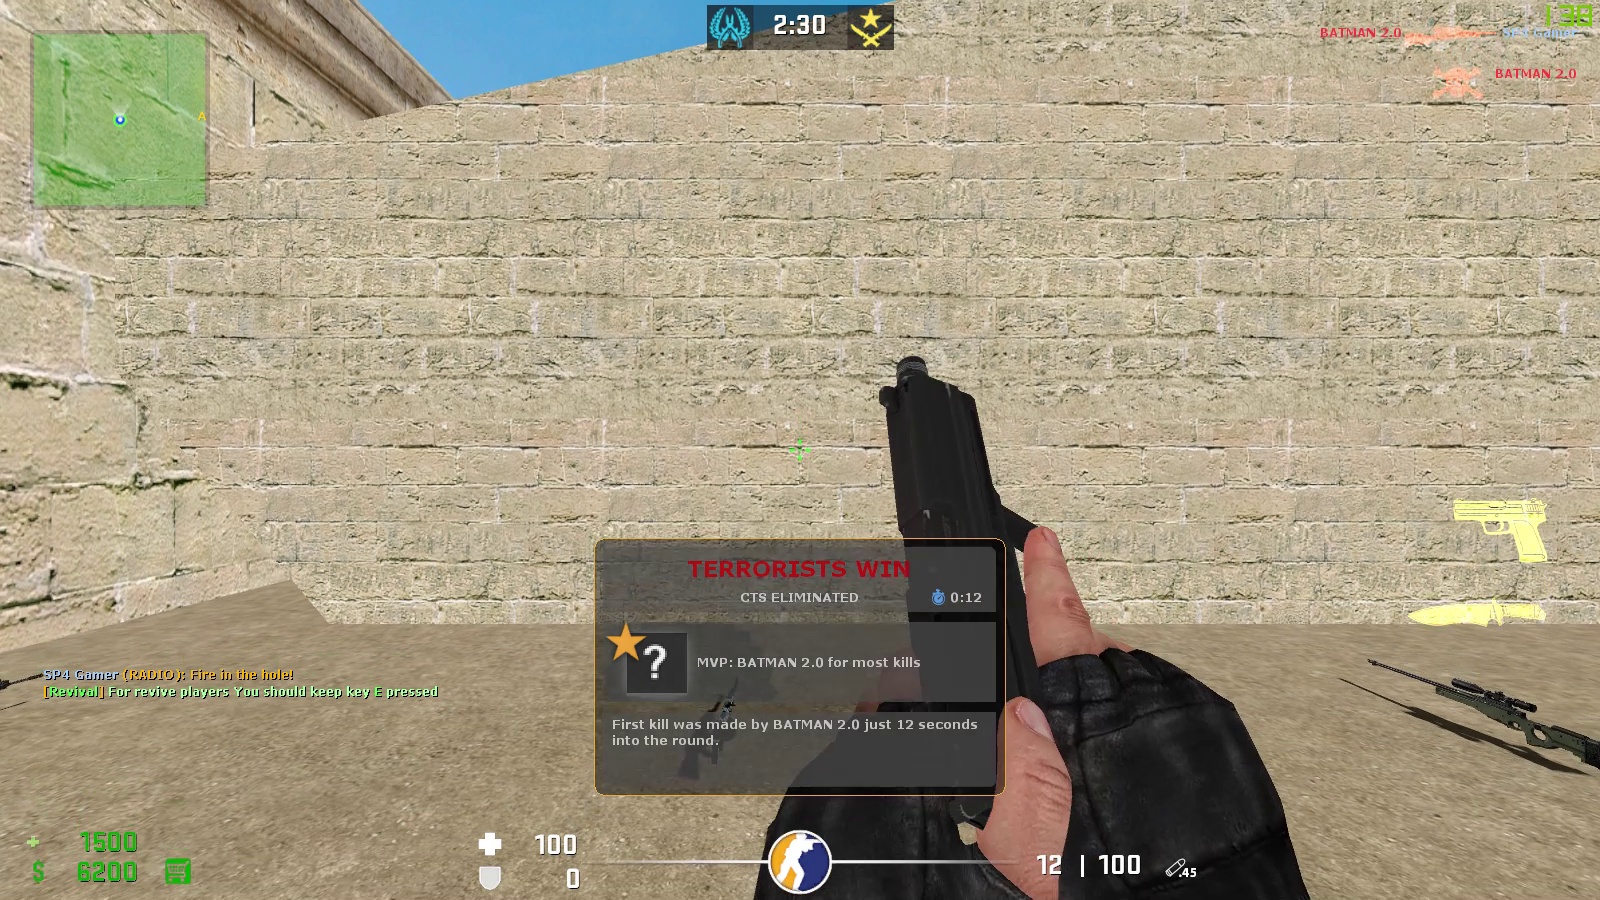 2:30
138
BATMAN 2.0 SP4 Gamer
BATMAN 2.0
A
TERRORISTS WIN
CTS ELIMINATED
0:12
?
MVP: BATMAN 2.0 for most kills
First kill was made by BATMAN 2.0 just 12 seconds
into the round.
SP4 Gamer (RADIO): Fire in the hole!
[Revival] For revive players You should keep key E pressed
+ 1500
$ 6200
100
0
12 | 100
.45